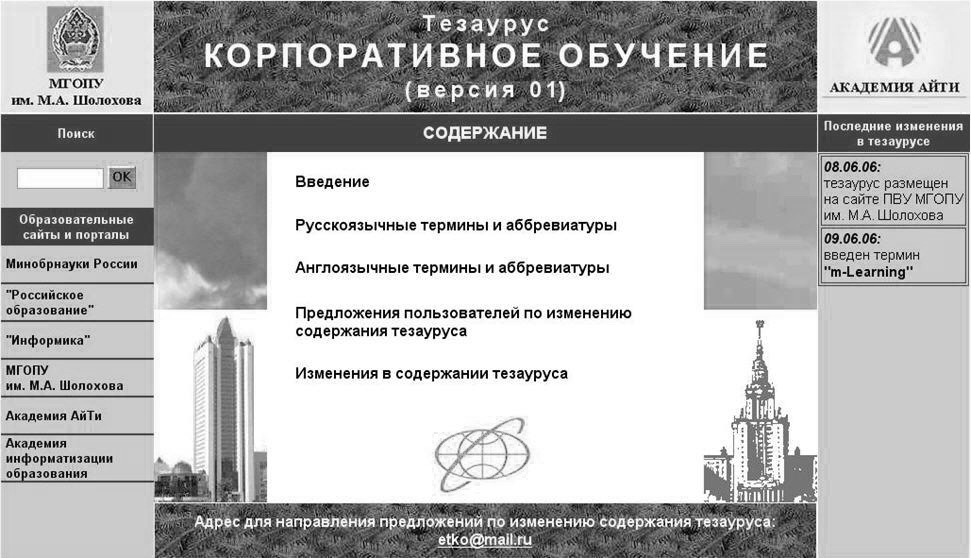 МГОПУ
им. М.А. Шолохова
Тезаурус
КОРПОРАТИВНОЕ ОБУЧЕНИЕ
(версия 01)
АКАДЕМИЯ АЙТИ
Поиск
OK
Образовательные
сайты и порталы
Минобрнауки России
"Российское
образование"
"Информика"
МГОПУ
им. М.А. Шолохова
Академия АйТи
Академия
информатизации
образования
СОДЕРЖАНИЕ
Введение
Русскоязычные термины и аббревиатуры
Англоязычные термины и аббревиатуры
Предложения пользователей по изменению
содержания тезауруса
Изменения в содержании тезауруса
Последние изменения
в тезаурусе
08.06.06:
тезаурус размещен
на сайте ПВУ МГОПУ
им. М.А. Шолохова
09.06.06:
введен термин
"m-Learning"
Адрес для направления предложений по изменению содержания тезауруса:
etko@mail.ru